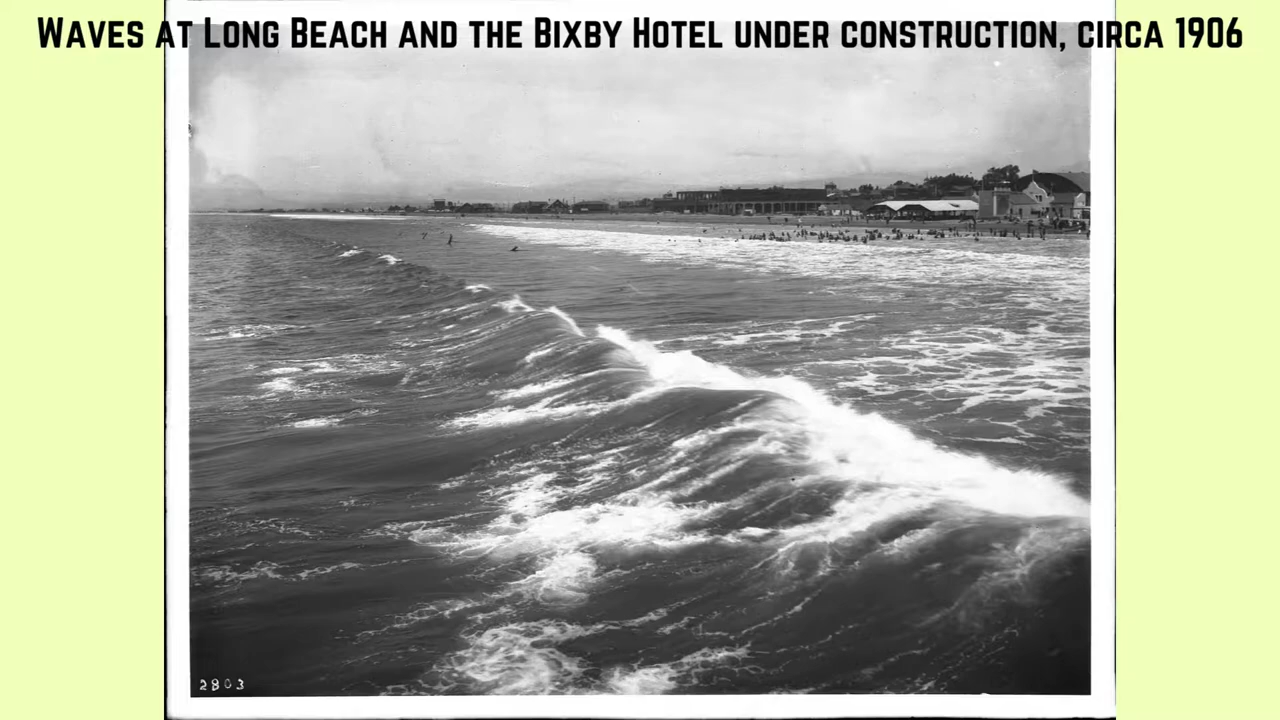 Waves at Long Beach and the Bixby Hotel under construction, circa 1906
2803